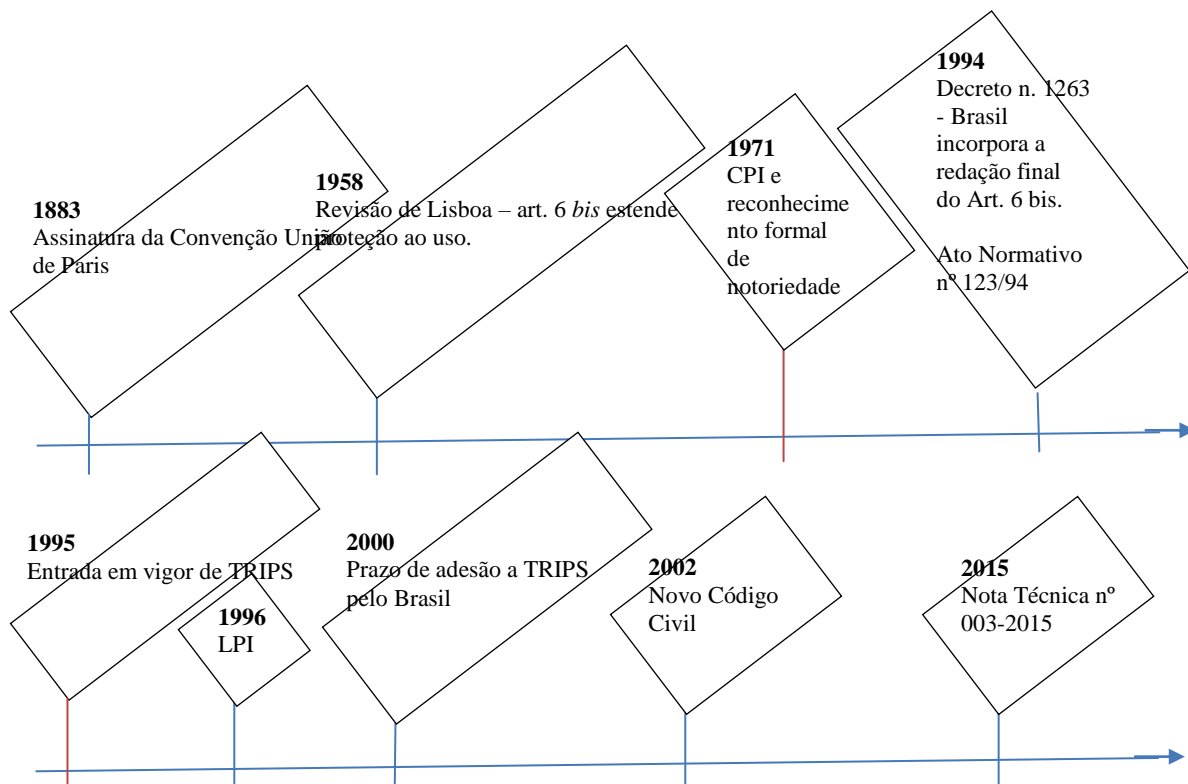 1883
Assinatura da Convenção União
de Paris
1958
Revisão de Lisboa – art. 6 bis estende
proteção ao uso.
1971
CPI e
reconhecime
nto formal
de
notoriedade
1994
Decreto n. 1263
- Brasil
incorpora a
redação final
do Art. 6 bis.
Ato Normativo
nº 123/94
1995
Entrada em vigor de TRIPS
1996
LPI
2000
Prazo de adesão a TRIPS
pelo Brasil
2002
Novo Código
Civil
2015
Nota Técnica nº
003-2015